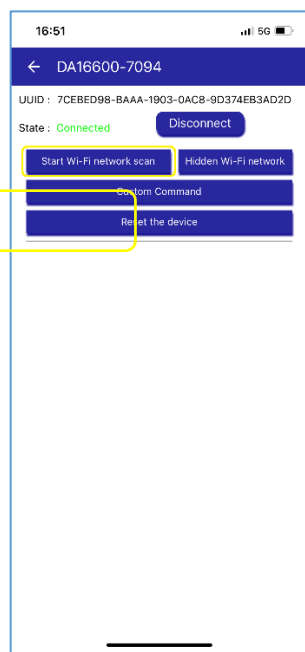 16:51 5G
DA16600-7094
UUID : 7CEBED98-BAAA-1903-0AC8-9D374EB3AD2D
State : Connected Disconnect
Start Wi-Fi network scan Hidden Wi-Fi network
Custom Command
Reset the device